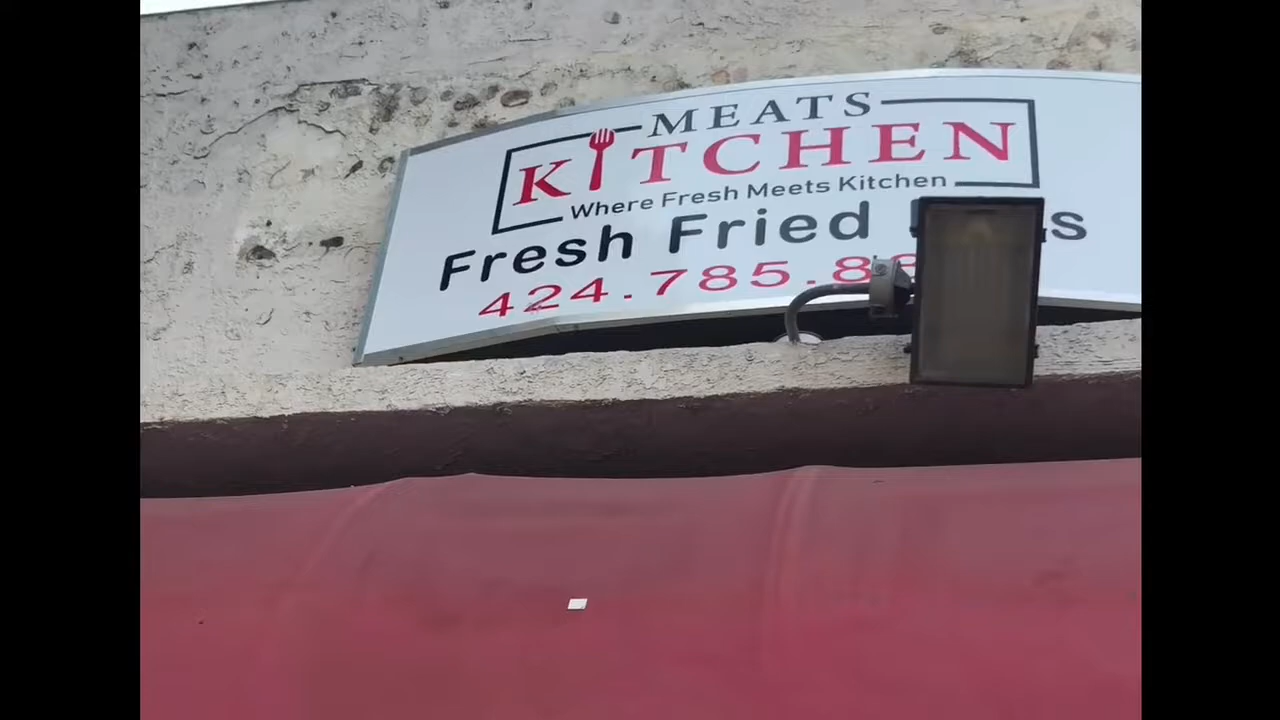 MEATS
KITCHEN
Where Fresh Meets Kitchen
Fresh Fried
424.785.8